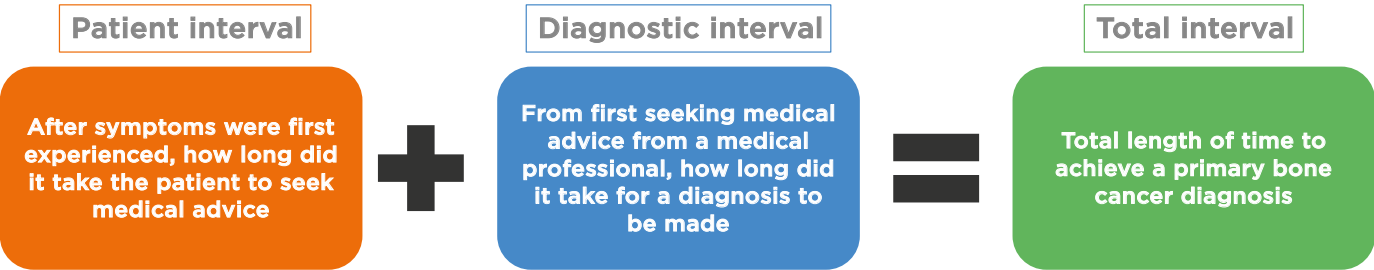 Patient interval
After symptoms were first
experienced, how long did
it take the patient to seek
medical advice
Diagnostic interval
From first seeking medical
advice from a medical
professional, how long did
it take for a diagnosis to
be made
Total interval
Total length of time to
achieve a primary bone
cancer diagnosis